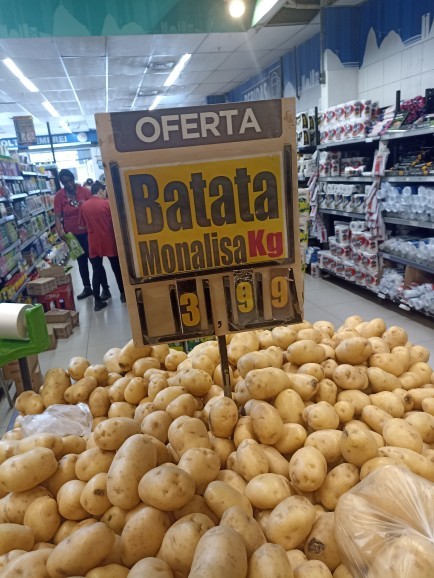 OFERTA
Batata
Monalisa Kg
3,99